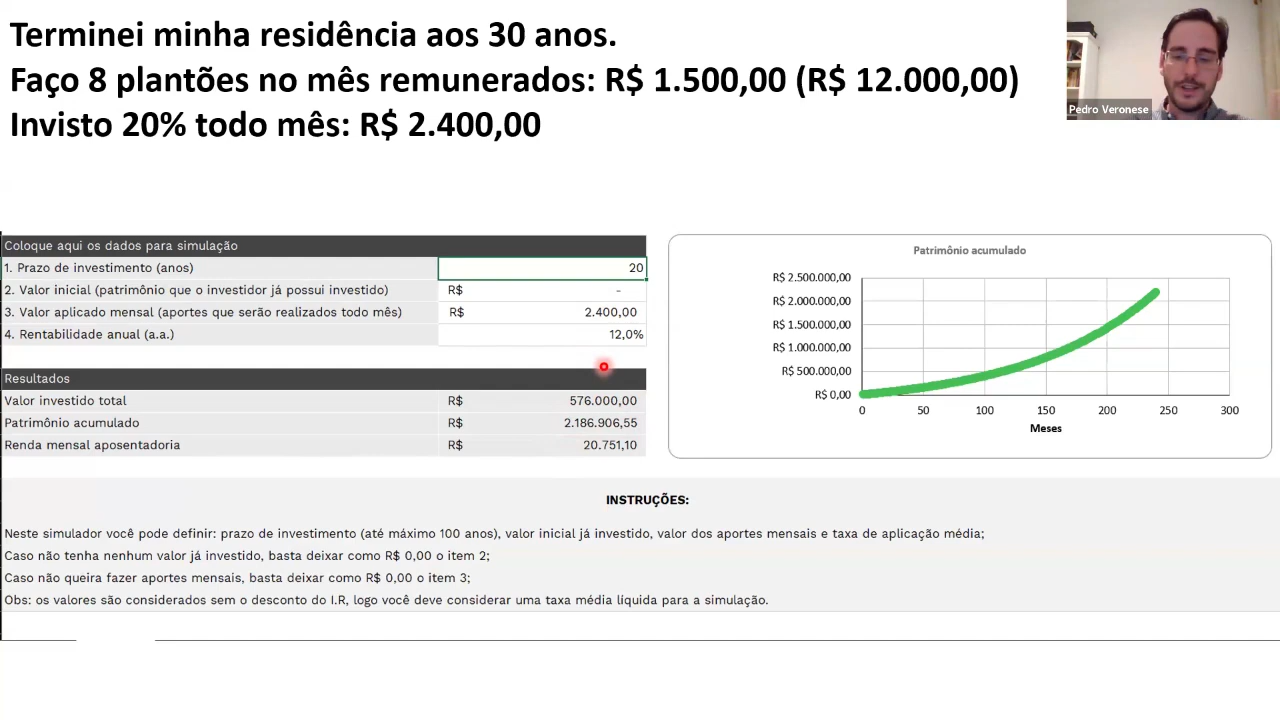 Terminei minha residência aos 30 anos.
Faço 8 plantões no mês remunerados: R$ 1.500,00 (R$ 12.000,00)
Invisto 20% todo mês: R$ 2.400,00
Pedro Veronese
Coloque aqui os dados para simulação
1. Prazo de investimento (anos) 20
2. Valor inicial (patrimônio que o investidor já possui investido) R$ -
3. Valor aplicado mensal (aportes que serão realizados todo mês) R$ 2.400,00
4. Rentabilidade anual (a.a.) 12,0%
Resultados
Valor investido total R$ 576.000,00
Patrimônio acumulado R$ 2.186.906,55
Renda mensal aposentadoria R$ 20.751,10
Patrimônio acumulado
R$ 2.500.000,00
R$ 2.000.000,00
R$ 1.500.000,00
R$ 1.000.000,00
R$ 500.000,00
R$ 0,00
0 50 100 150 200 250 300
Meses
INSTRUÇÕES:
Neste simulador você pode definir: prazo de investimento (até máximo 100 anos), valor inicial já investido, valor dos aportes mensais e taxa de aplicação média;
Caso não tenha nenhum valor já investido, basta deixar como R$ 0,00 o item 2;
Caso não queira fazer aportes mensais, basta deixar como R$ 0,00 o item 3;
Obs: os valores são considerados sem o desconto do I.R, logo você deve considerar uma taxa média líquida para a simulação.